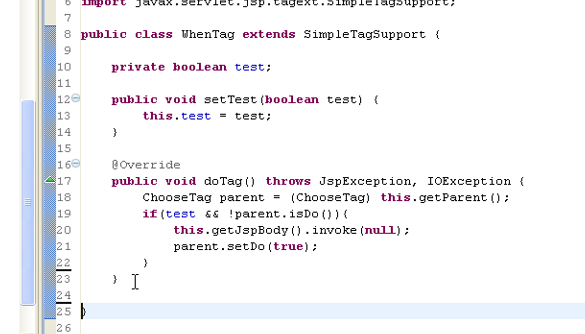 6 import javax.servlet.jsp.tagext.SimpleTagSupport;
7
8 public class WhenTag extends SimpleTagSupport {
9
10 private boolean test;
11
12 public void setTest(boolean test) {
13 this.test = test;
14 }
15
16 @Override
17 public void doTag() throws JspException, IOException {
18 ChooseTag parent = (ChooseTag) this.getParent();
19 if(test && !parent.isDo()){
20 this.getJspBody().invoke(null);
21 parent.setDo(true);
22 }
23 }
24
25 }
26